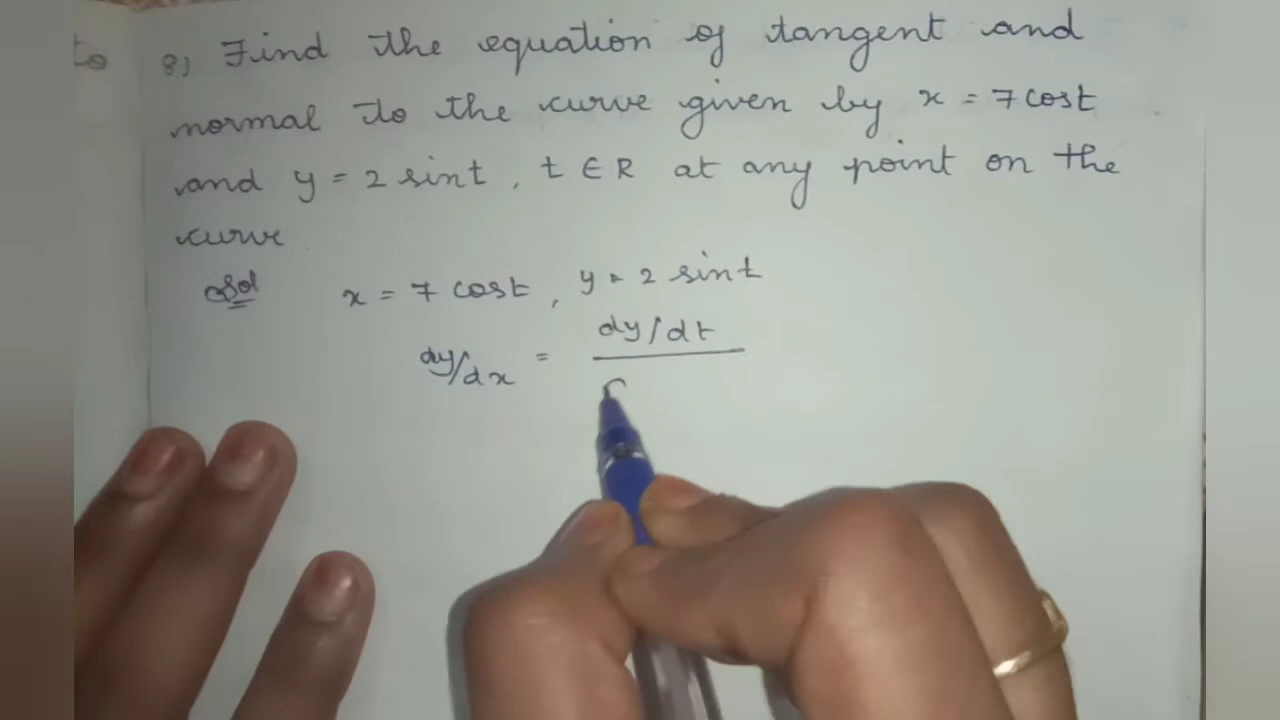 to
8) Find the equation of tangent and
normal to the curve given by x = 7 cost
and y = 2 sint, t ∈ R at any point on the
curve
Sol x = 7 cost, y = 2 sint
dy/dx = dy/dt